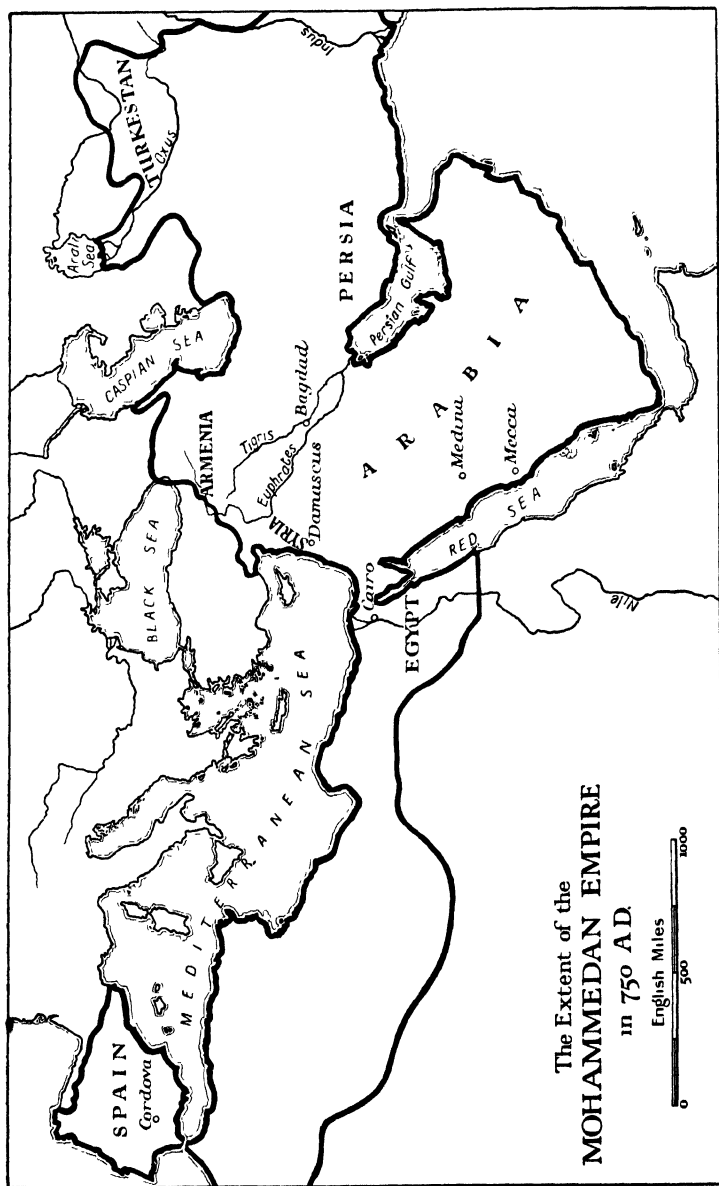 SPAIN
Cordova
MEDITERRANEAN SEA
BLACK SEA
CASPIAN SEA
Aral Sea
TURKESTAN
Oxus
Indus
ARMENIA
Tigris
Euphrates
Bagdad
SYRIA
Damascus
PERSIA
Persian Gulf
ARABIA
Medina
Mecca
RED SEA
Cairo
EGYPT
Nile
The Extent of the
MOHAMMEDAN EMPIRE
in 750 A.D.
English Miles
0 500 1000